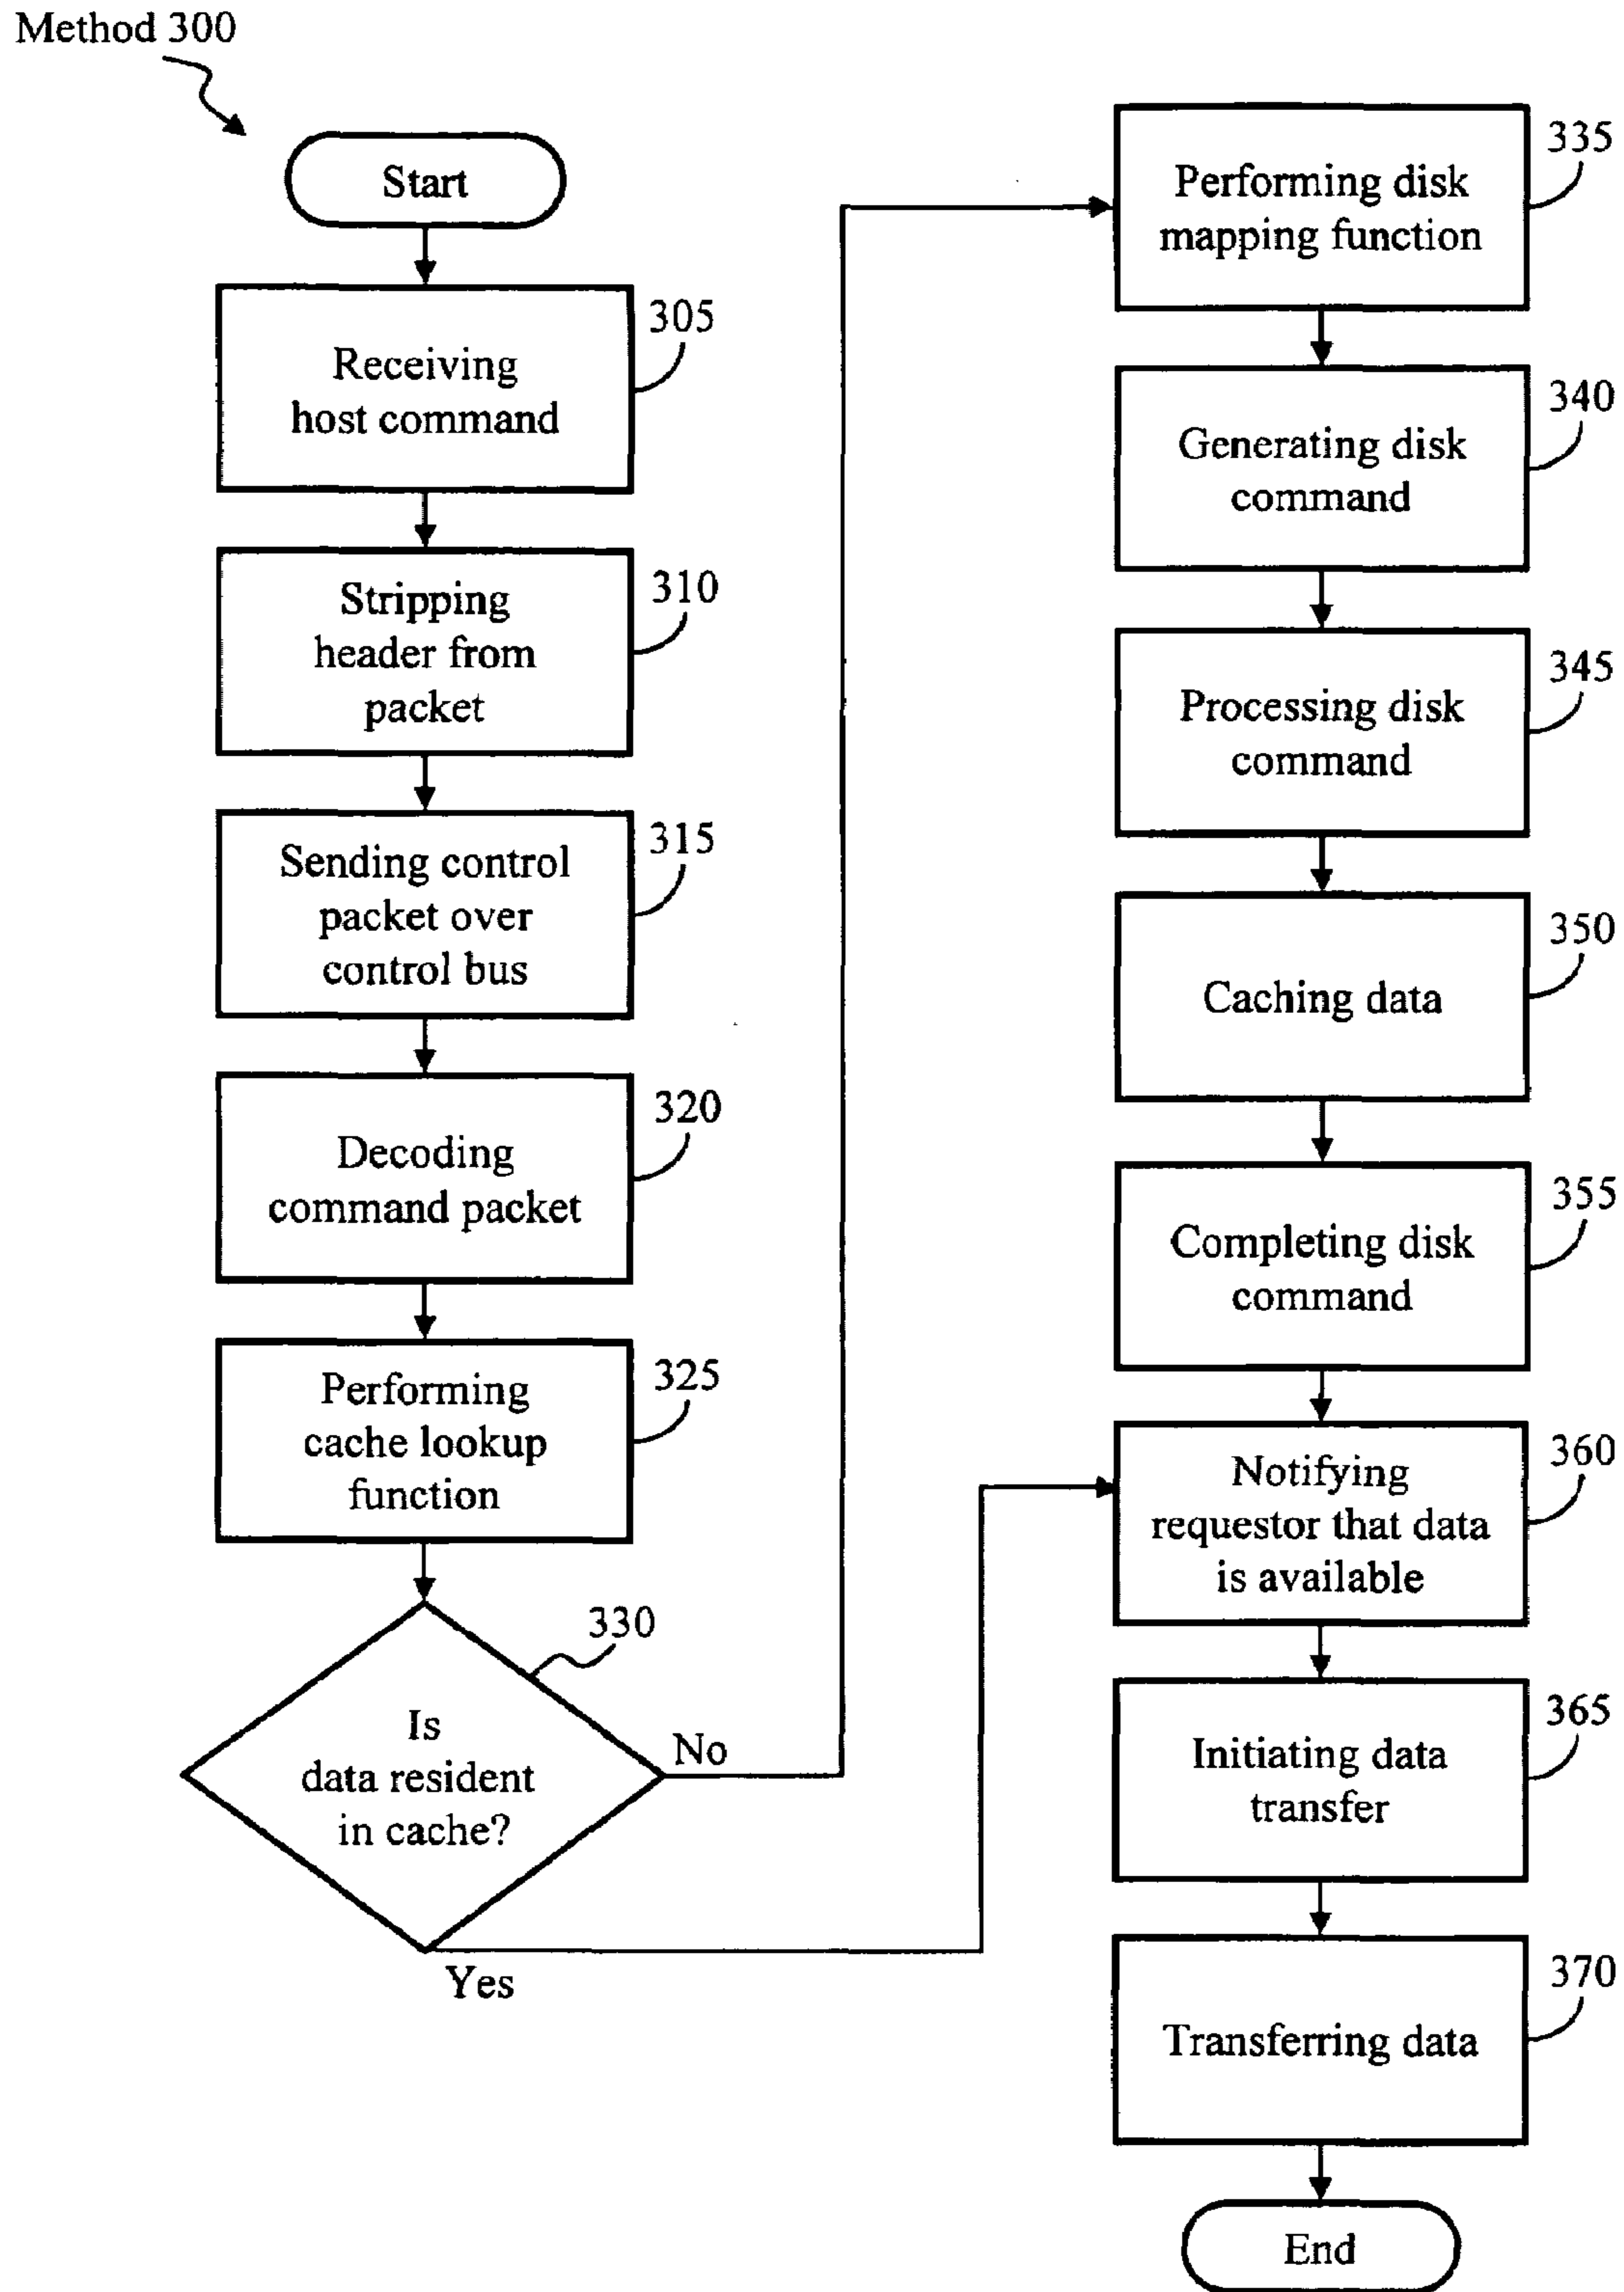 Method 300
Start
Receiving
host command
305
Stripping
header from
packet
310
Sending control
packet over
control bus
315
Decoding
command packet
320
Performing
cache lookup
function
325
Is
data resident
in cache?
330
No
Yes
Performing disk
mapping function
335
Generating disk
command
340
Processing disk
command
345
Caching data
350
Completing disk
command
355
Notifying
requestor that data
is available
360
Initiating data
transfer
365
Transferring data
370
End